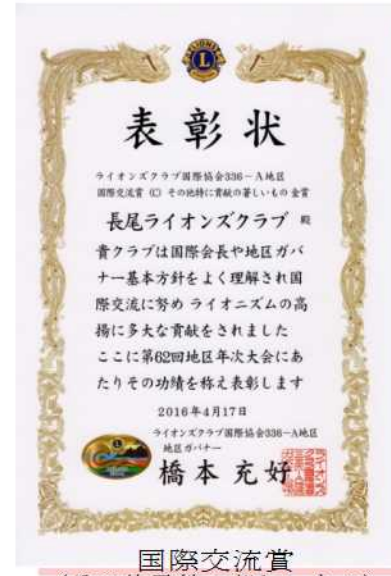 表彰状
ライオンズクラブ国際協会336-A地区
国際交流賞 (C) その他特に貢献の著しいもの 金賞
長尾ライオンズクラブ 殿
貴クラブは国際会長や地区ガバ
ナー基本方針をよく理解され国
際交流に努め ライオニズムの高
揚に多大な貢献をされました
ここに第62回地区年次大会にあ
たりその功績を称え表彰します
2016年4月17日
ライオンズクラブ国際協会336-A地区
地区ガバナー
橋本 充好
国際交流賞